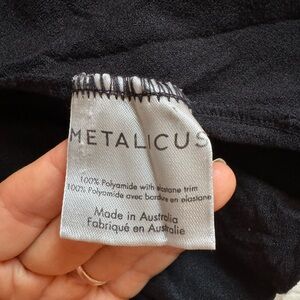 METALICUS
100% Polyamide with elastane trim
100% Polyamide avec bordure en elastane
Made in Australia
Fabriqué en Australie